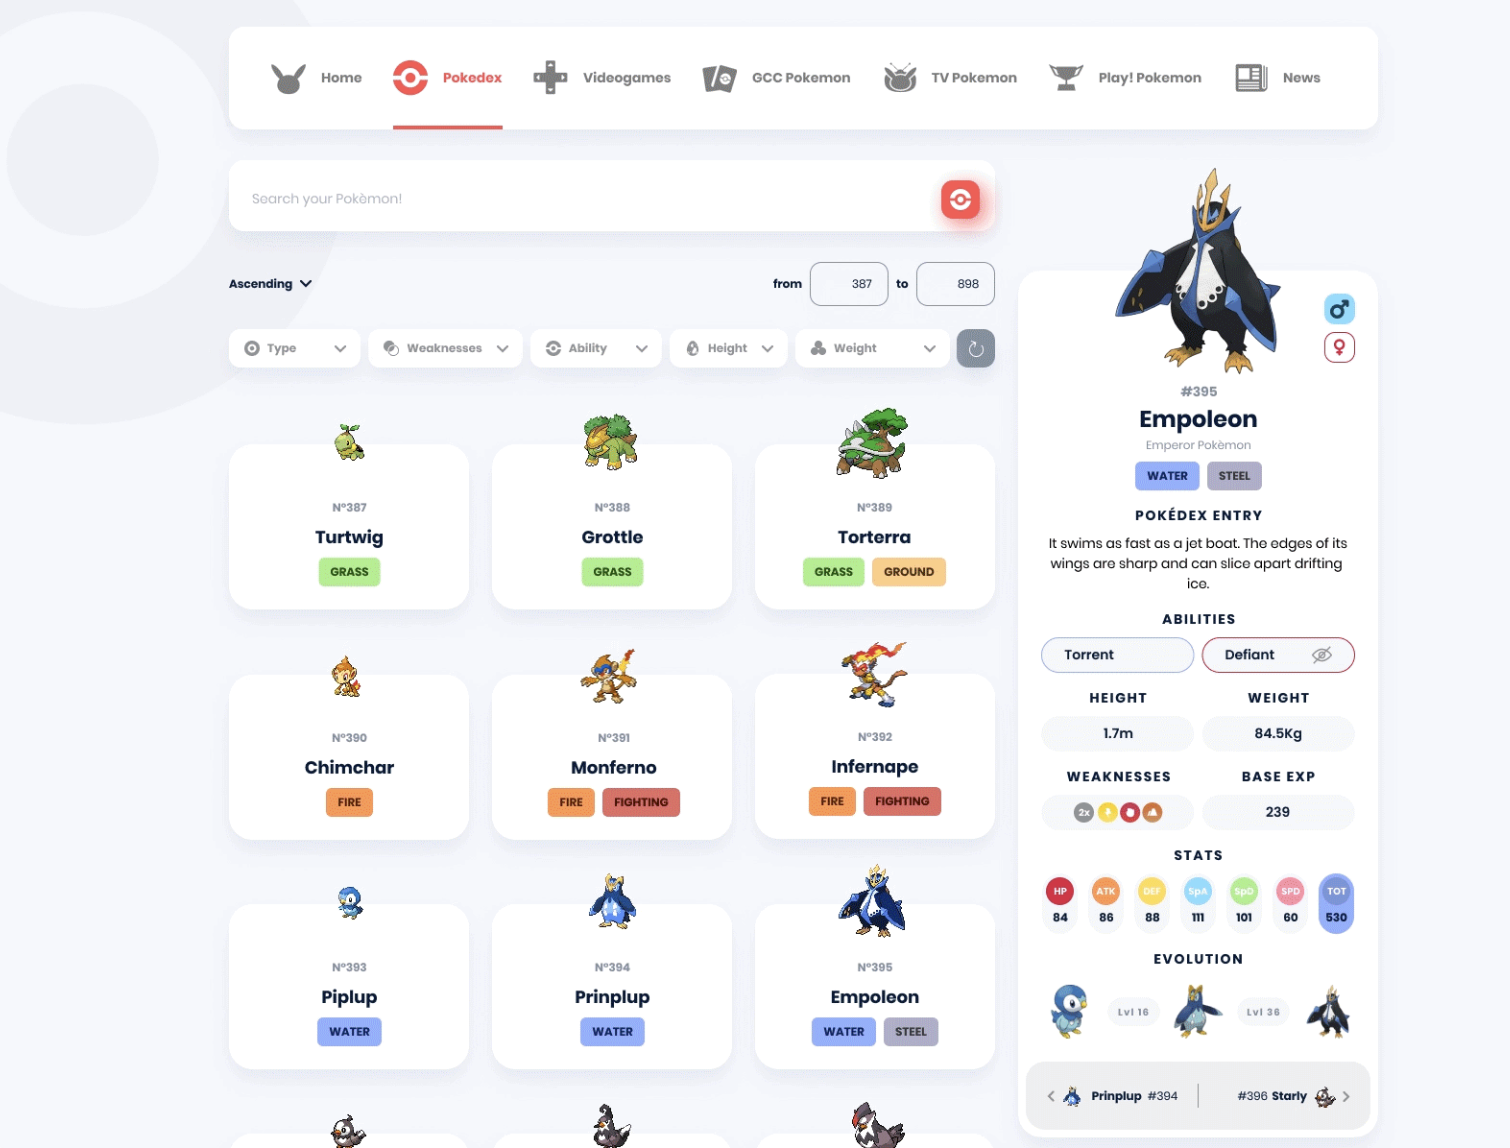 Home
Pokedex
Videogames
GCC Pokemon
TV Pokemon
Play! Pokemon
News
Search your Pokèmon!
Ascending
from 387 to 898
Type
Weaknesses
Ability
Height
Weight
N°387
Turtwig
GRASS
N°388
Grottle
GRASS
N°389
Torterra
GRASS GROUND
N°390
Chimchar
FIRE
N°391
Monferno
FIRE FIGHTING
N°392
Infernape
FIRE FIGHTING
N°393
Piplup
WATER
N°394
Prinplup
WATER
N°395
Empoleon
WATER STEEL
#395
Empoleon
Emperor Pokèmon
WATER STEEL
POKÉDEX ENTRY
It swims as fast as a jet boat. The edges of its
wings are sharp and can slice apart drifting
ice.
ABILITIES
Torrent
Defiant
HEIGHT
1.7m
WEIGHT
84.5Kg
WEAKNESSES
2x
BASE EXP
239
STATS
HP ATK DEF SpA SpD SPD TOT
84 86 88 111 101 60 530
EVOLUTION
Lvl 16
Lvl 36
Prinplup #394
#396 Starly